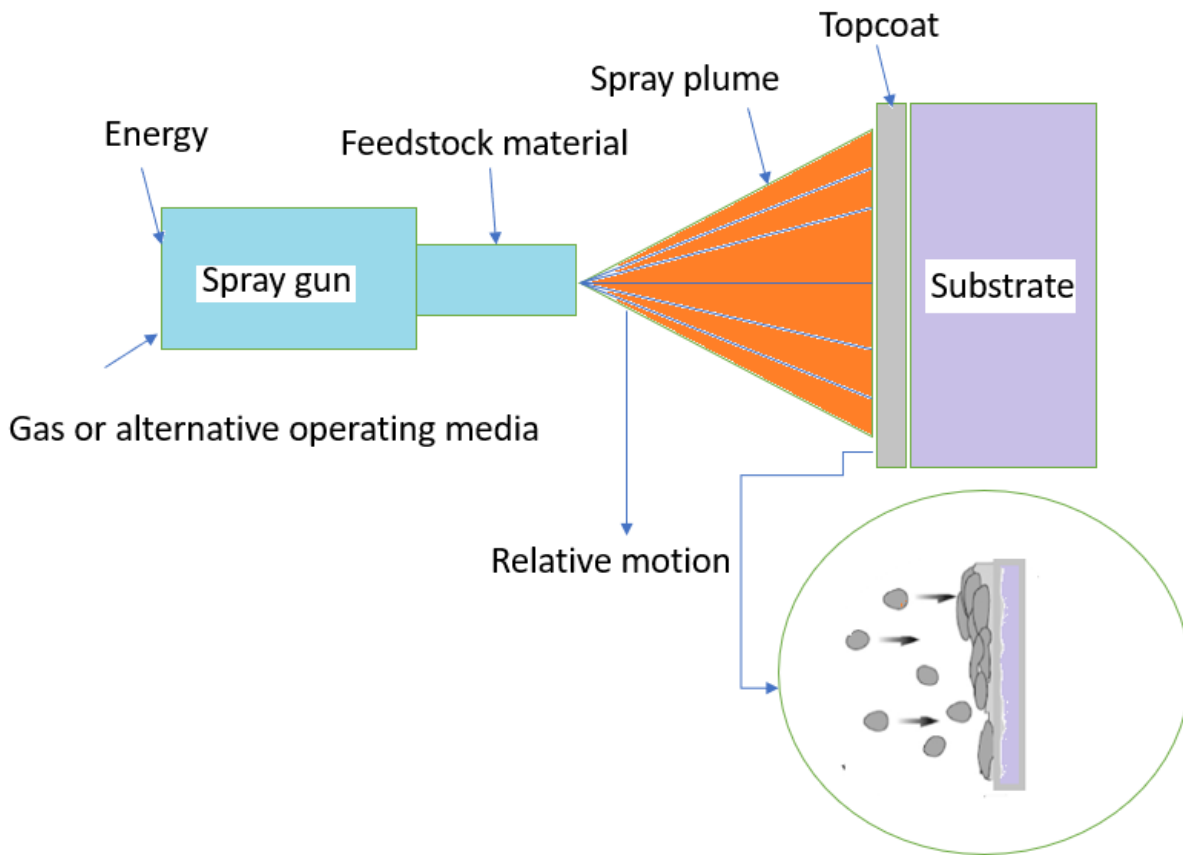 Topcoat
Spray plume
Energy
Feedstock material
Spray gun
Substrate
Gas or alternative operating media
Relative motion